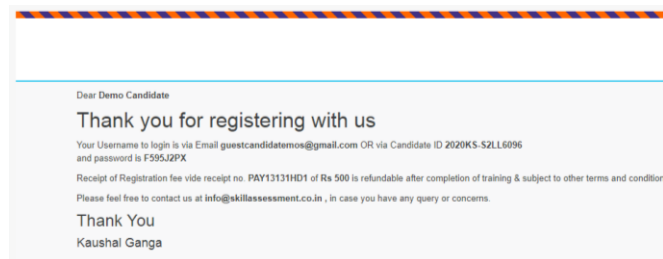 Dear Demo Candidate
Thank you for registering with us
Your Username to login is via Email guestcandidatemos@gmail.com OR via Candidate ID 2020KS-S2LL6096
and password is F595J2PX
Receipt of Registration fee vide receipt no. PAY13131HD1 of Rs 500 is refundable after completion of training & subject to other terms and condition
Please feel free to contact us at info@skillassessment.co.in , in case you have any query or concerns.
Thank You
Kaushal Ganga